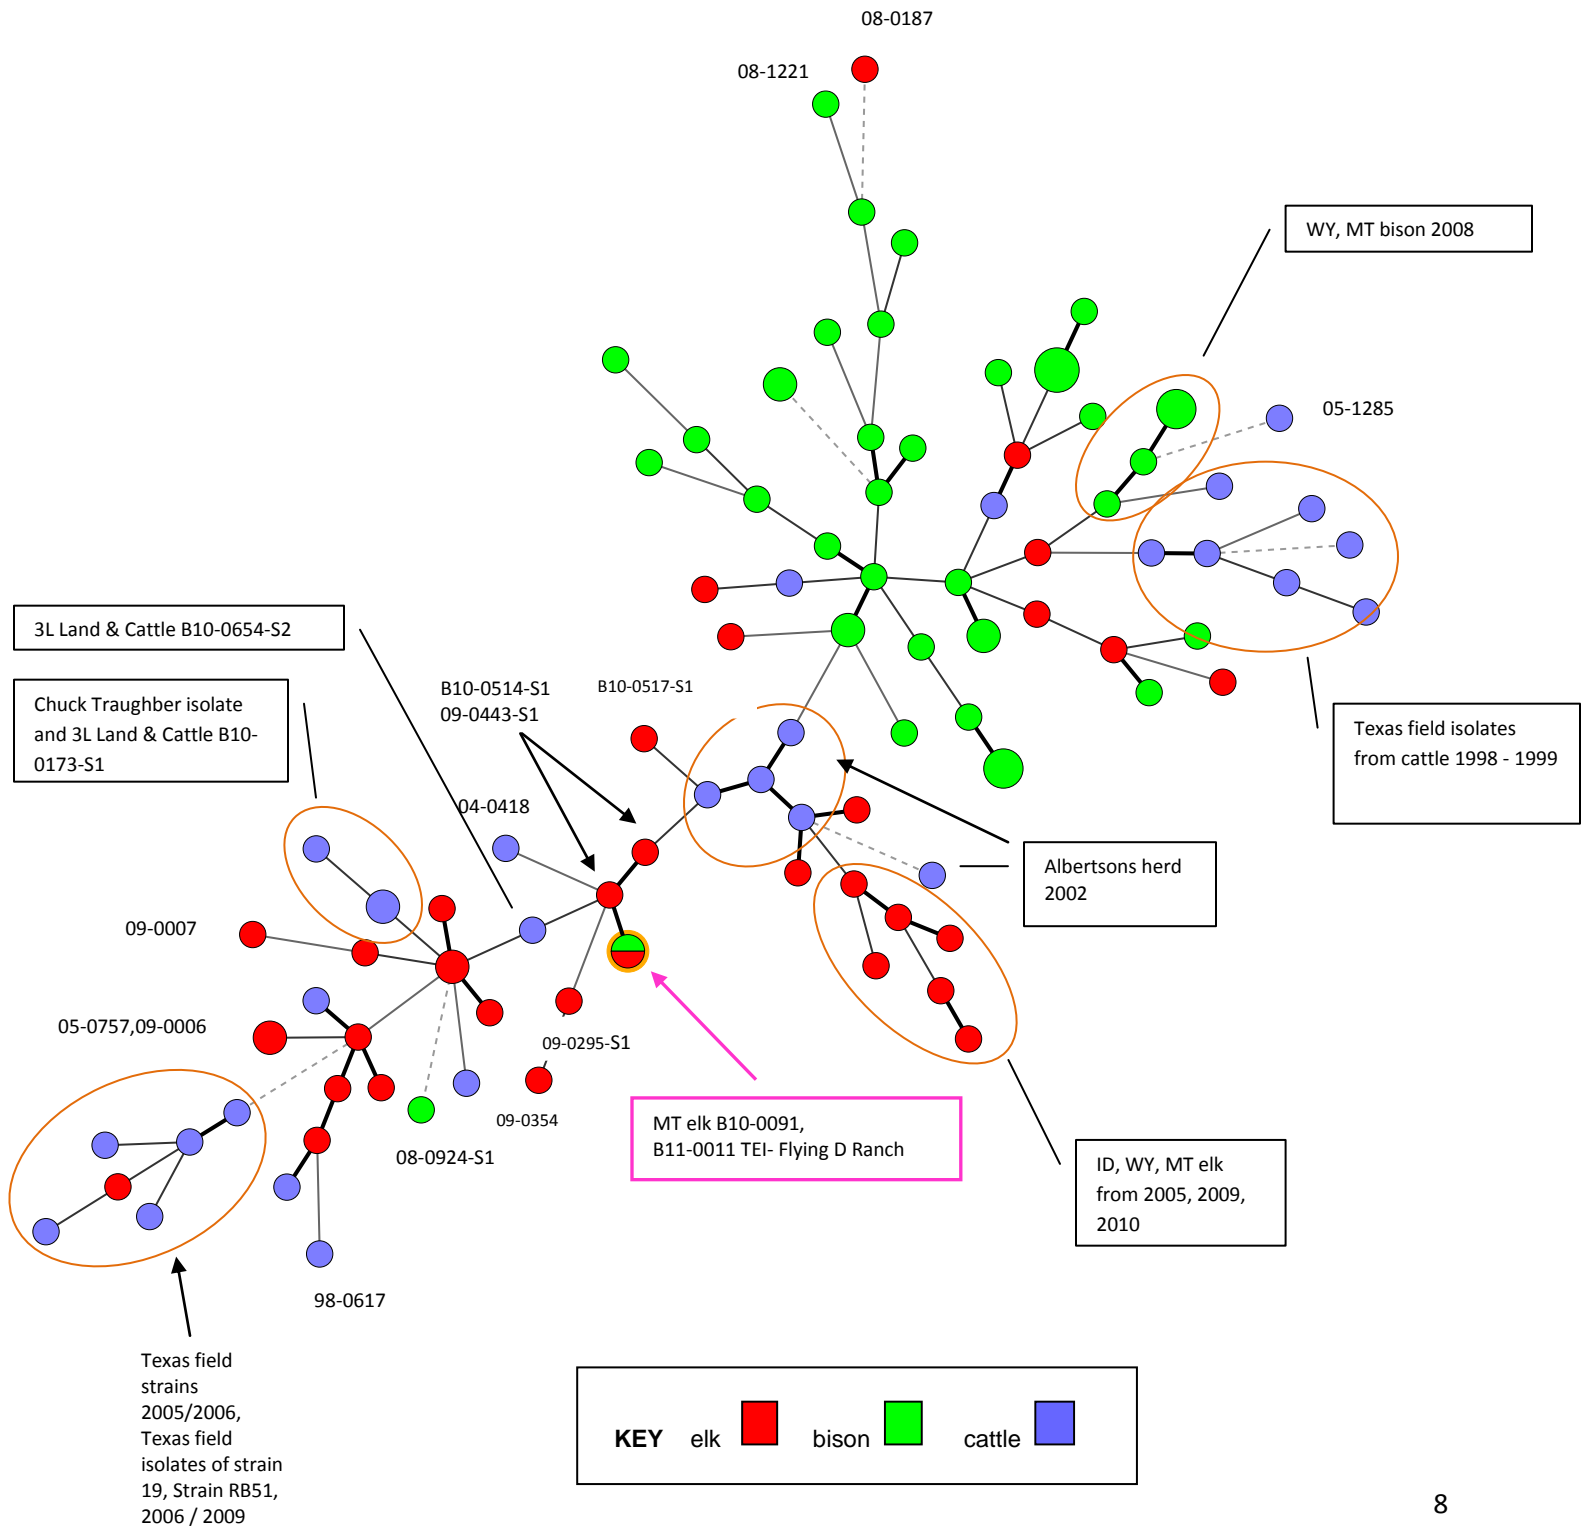 08-0187
08-1221
WY, MT bison 2008
05-1285
3L Land & Cattle B10-0654-S2
Chuck Traughber isolate
and 3L Land & Cattle B10-
0173-S1
B10-0514-S1
09-0443-S1
B10-0517-S1
Texas field isolates
from cattle 1998 - 1999
04-0418
Albertsons herd
2002
09-0007
05-0757,09-0006
09-0295-S1
09-0354
08-0924-S1
MT elk B10-0091,
B11-0011 TEI- Flying D Ranch
ID, WY, MT elk
from 2005, 2009,
2010
98-0617
Texas field
strains
2005/2006,
Texas field
isolates of strain
19, Strain RB51,
2006 / 2009
KEY elk bison cattle
8